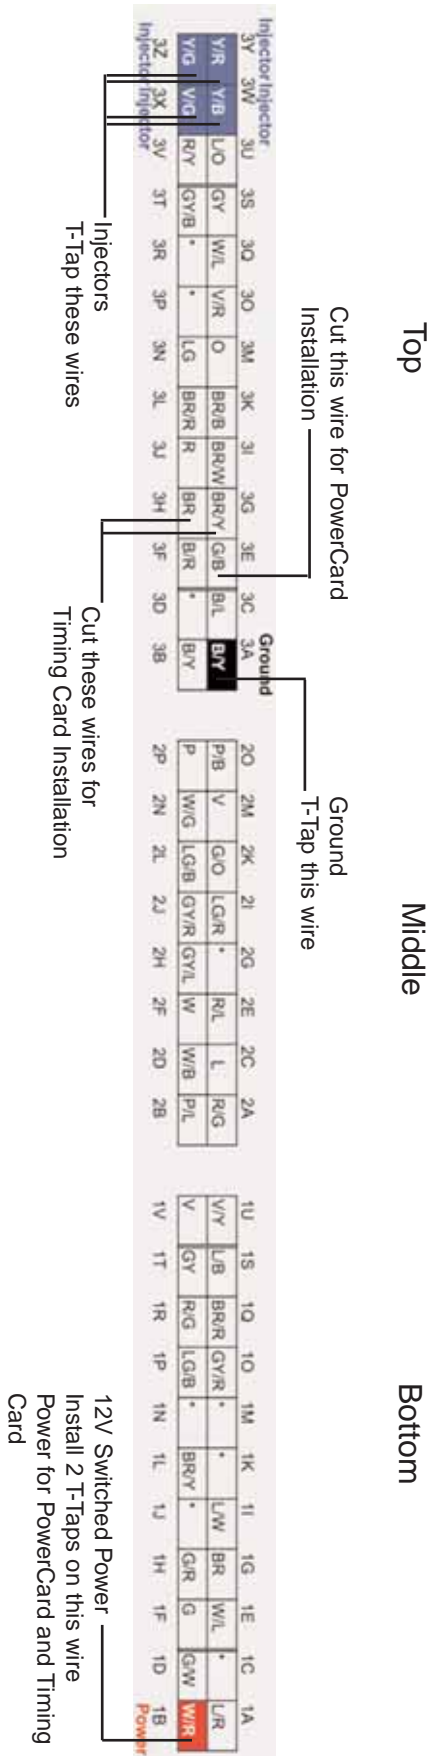 Top
Cut this wire for PowerCard
Installation
Ground
T-Tap this wire
Injector Injector
Ground
3Y 3W 3U 3S 3Q 3O 3M 3K 3I 3G 3E 3C 3A
Y/R Y/B L/O GY W/L V/R O BR/B BR/W BR/Y G/B B/L B/Y
Y/G V/G R/Y GY/B * * LG BR/R R BR B/R * B/Y
3Z 3X 3V 3T 3R 3P 3N 3L 3J 3H 3F 3D 3B
Injector Injector
Injectors
T-Tap these wires
Cut these wires for
Timing Card Installation
Middle
2O 2M 2K 2I 2G 2E 2C 2A
P/B V G/O LG/R * R/L L R/G
P W/G LG/B GY/R GY/L W W/B P/L
2P 2N 2L 2J 2H 2F 2D 2B
Bottom
1U 1S 1Q 1O 1M 1K 1I 1G 1E 1C 1A
V/Y L/B BR/R GY/R * * L/W BR W/L * L/R
V GY R/G LG/B * BR/Y * G/R G G/W W/R
1V 1T 1R 1P 1N 1L 1J 1H 1F 1D 1B
Power
12V Switched Power
Install 2 T-Taps on this wire
Power for PowerCard and Timing
Card